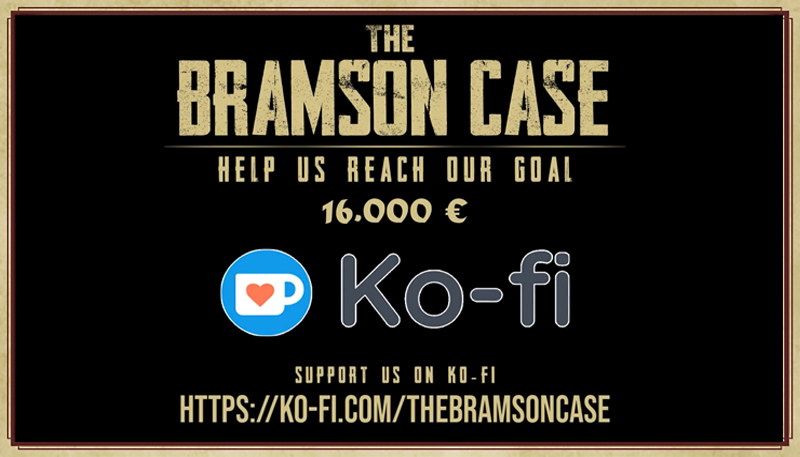 THE
BRAMSON CASE
HELP US REACH OUR GOAL
16.000 €
Ko-fi
SUPPORT US ON KO-FI
HTTPS://KO-FI.COM/THEBRAMSONCASE